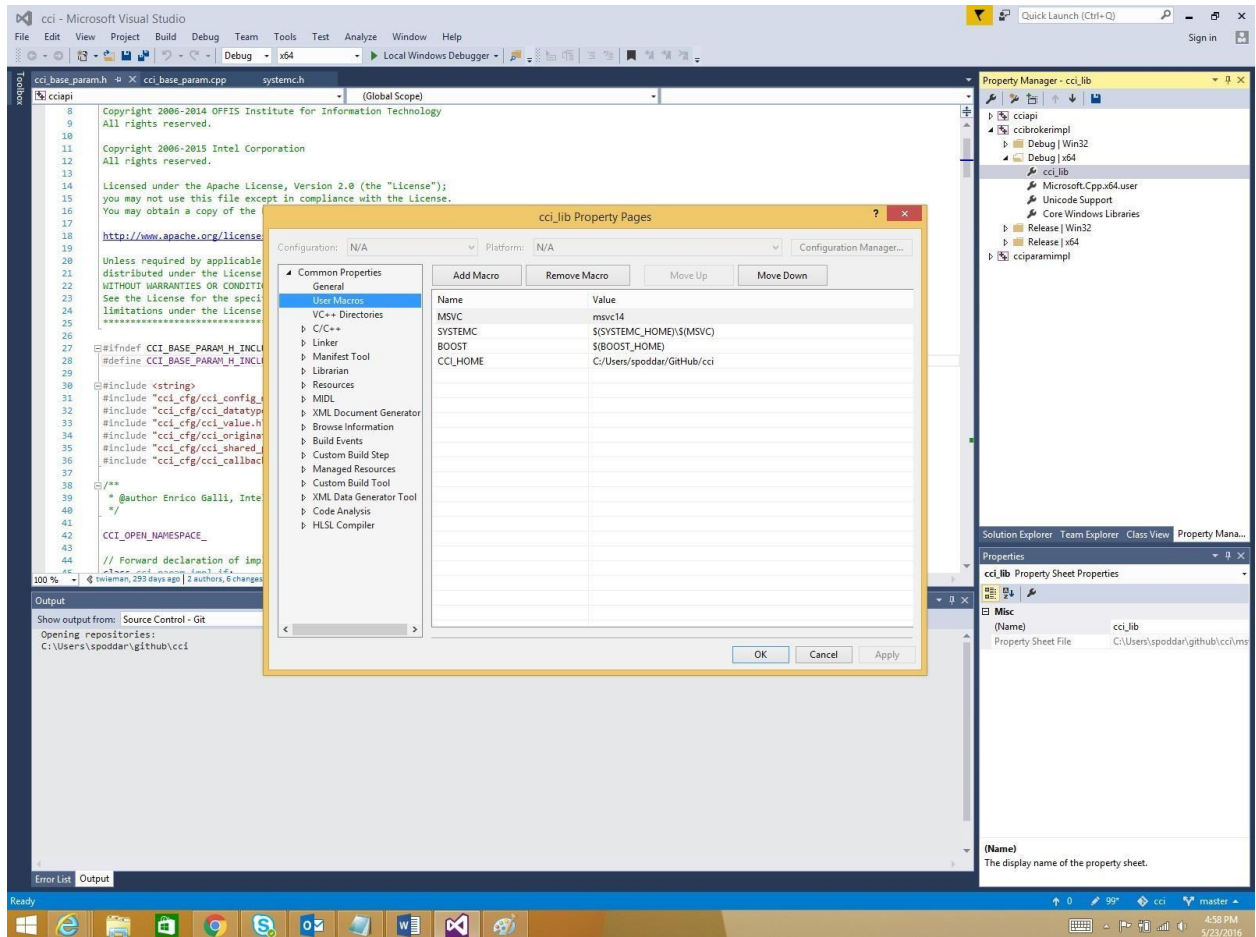 cci - Microsoft Visual Studio
Quick Launch (Ctrl+Q)
File Edit View Project Build Debug Team Tools Test Analyze Window Help
Sign in
Debug x64 Local Windows Debugger
Toolbox
cci_base_param.h cci_base_param.cpp systemc.h
cciapi (Global Scope)
8 Copyright 2006-2014 OFFIS Institute for Information Technology
9 All rights reserved.
10
11 Copyright 2006-2015 Intel Corporation
12 All rights reserved.
13
14 Licensed under the Apache License, Version 2.0 (the "License");
15 you may not use this file except in compliance with the License.
16 You may obtain a copy of the
17
18 http://www.apache.org/license
19
20 Unless required by applicable
21 distributed under the License
22 WITHOUT WARRANTIES OR CONDITI
23 See the License for the speci
24 limitations under the License
25 *****************************
26
27 #ifndef CCI_BASE_PARAM_H_INCLU
28 #define CCI_BASE_PARAM_H_INCLU
29
30 #include <string>
31 #include "cci_cfg/cci_config_
32 #include "cci_cfg/cci_datatyp
33 #include "cci_cfg/cci_value.h
34 #include "cci_cfg/cci_origina
35 #include "cci_cfg/cci_shared_
36 #include "cci_cfg/cci_callbac
37
38 /**
39 * @author Enrico Galli, Inte
40 */
41
42 CCI_OPEN_NAMESPACE_
43
44 // Forward declaration of imp
45 class cci_param_impl_if;
100 % twieman, 293 days ago | 2 authors, 6 changes
cci_lib Property Pages
? ×
Configuration: N/A Platform: N/A Configuration Manager...
Common Properties
General
User Macros
VC++ Directories
C/C++
Linker
Manifest Tool
Librarian
Resources
MIDL
XML Document Generator
Browse Information
Build Events
Custom Build Step
Managed Resources
Custom Build Tool
XML Data Generator Tool
Code Analysis
HLSL Compiler
Add Macro Remove Macro Move Up Move Down
Name Value
MSVC msvc14
SYSTEMC $(SYSTEMC_HOME)\$(MSVC)
BOOST $(BOOST_HOME)
CCI_HOME C:/Users/spoddar/GitHub/cci
OK Cancel Apply
Property Manager - cci_lib
cciapi
ccibrokerimpl
Debug | Win32
Debug | x64
cci_lib
Microsoft.Cpp.x64.user
Unicode Support
Core Windows Libraries
Release | Win32
Release | x64
cciparamimpl
Solution Explorer Team Explorer Class View Property Mana...
Properties
cci_lib Property Sheet Properties
Misc
(Name) cci_lib
Property Sheet File C:\Users\spoddar\github\cci\ms
(Name)
The display name of the property sheet.
Output
Show output from: Source Control - Git
Opening repositories:
C:\Users\spoddar\github\cci
Error List Output
Ready
0 99+ cci master
4:58 PM
5/23/2016